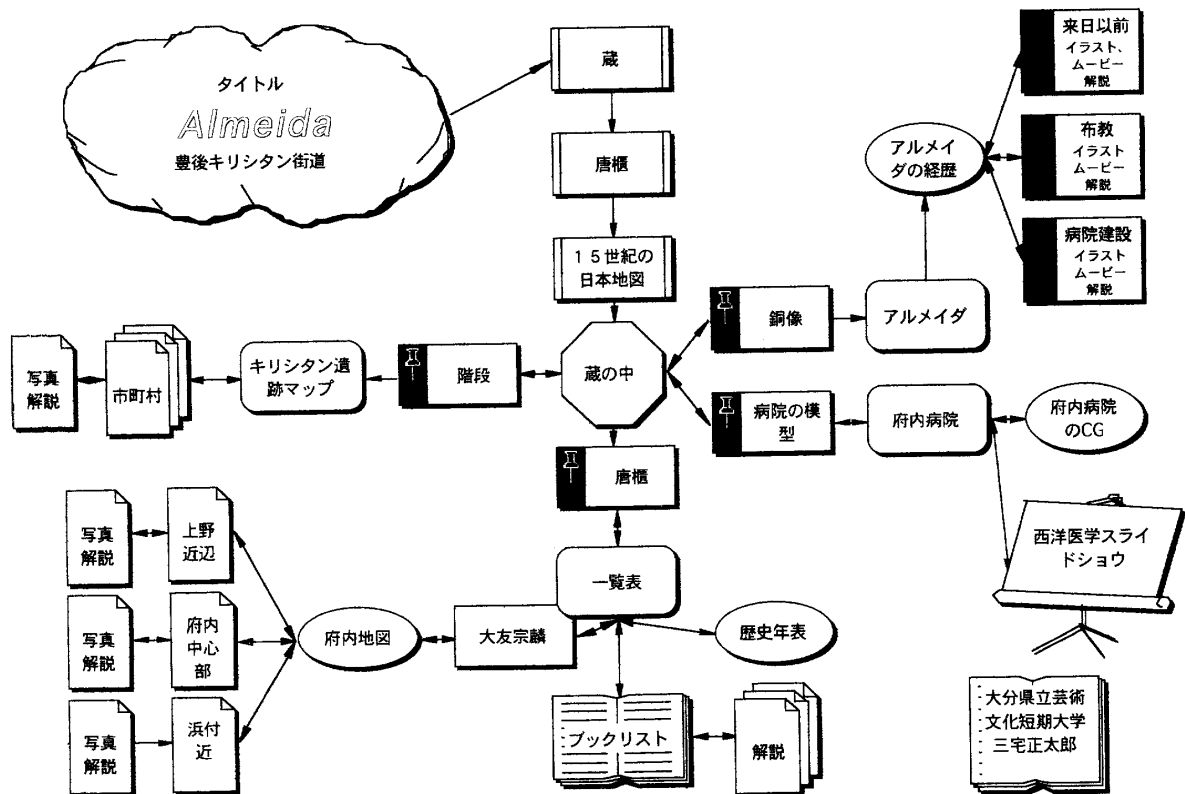 タイトル
Almeida
豊後キリシタン街道
蔵
唐櫃
１５世紀の
日本地図
蔵の中
来日以前
イラスト、
ムービー
解説
布教
イラスト
ムービー
解説
病院建設
イラスト
ムービー
解説
アルメイ
ダの経歴
銅像
アルメイダ
病院の模
型
府内病院
府内病院
のCG
西洋医学スライ
ドショウ
階段
キリシタン遺
跡マップ
市町村
写真
解説
唐櫃
一覧表
大友宗麟
歴史年表
府内地図
上野
近辺
写真
解説
府内
中心
部
写真
解説
浜付
近
写真
解説
ブックリスト
解説
大分県立芸術
文化短期大学
三宅正太郎